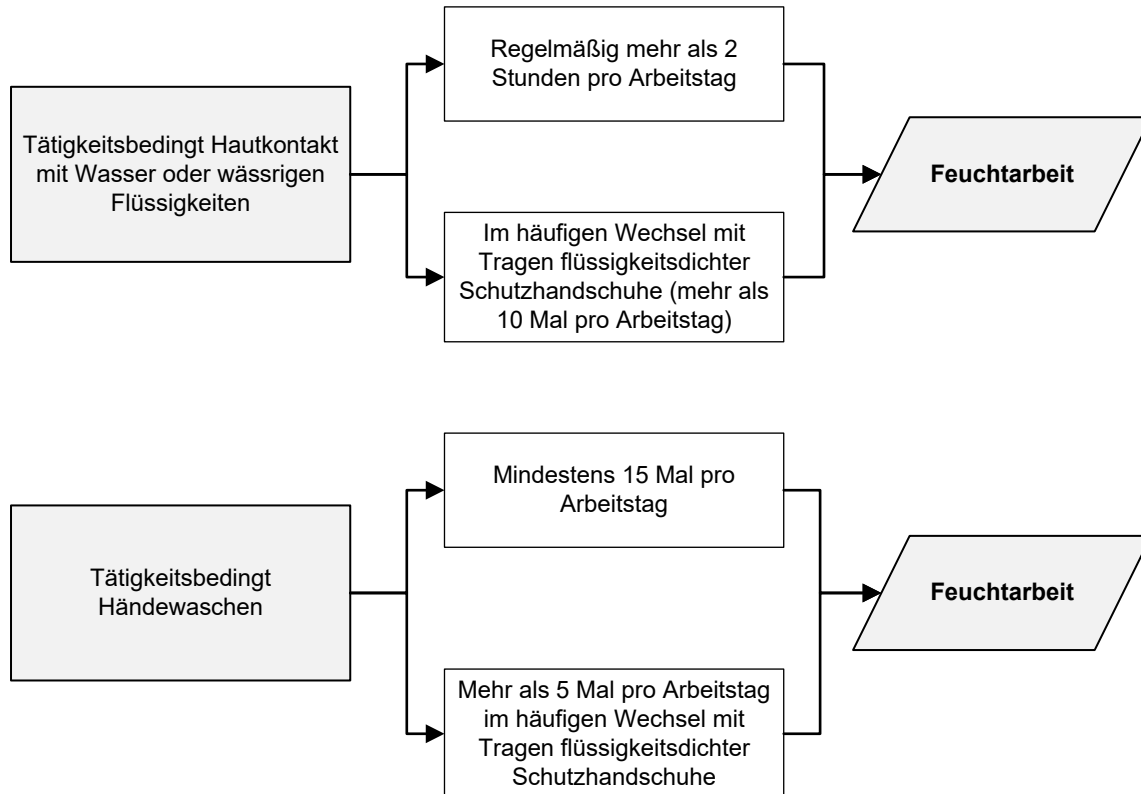 Regelmäßig mehr als 2
Stunden pro Arbeitstag
Tätigkeitsbedingt Hautkontakt
mit Wasser oder wässrigen
Flüssigkeiten
Feuchtarbeit
Im häufigen Wechsel mit
Tragen flüssigkeitsdichter
Schutzhandschuhe (mehr als
10 Mal pro Arbeitstag)
Mindestens 15 Mal pro
Arbeitstag
Tätigkeitsbedingt
Händewaschen
Feuchtarbeit
Mehr als 5 Mal pro Arbeitstag
im häufigen Wechsel mit
Tragen flüssigkeitsdichter
Schutzhandschuhe